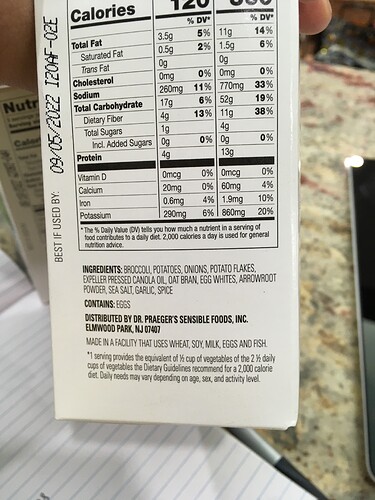 Calories 120
% DV* % DV*
Total Fat 3.5g 5% 11g 14%
Saturated Fat 0.5g 2% 1.5g 6%
Trans Fat 0g 0g
Cholesterol 0mg 0% 0mg 0%
Sodium 260mg 11% 770mg 33%
Total Carbohydrate 17g 6% 52g 19%
Dietary Fiber 4g 13% 11g 38%
Total Sugars 1g 4g
Incl. Added Sugars 0g 0% 0g 0%
Protein 4g 13g
Vitamin D 0mcg 0% 0mcg 0%
Calcium 20mg 0% 60mg 4%
Iron 0.6mg 4% 1.9mg 10%
Potassium 290mg 6% 860mg 20%
* The % Daily Value (DV) tells you how much a nutrient in a serving of
food contributes to a daily diet. 2,000 calories a day is used for general
nutrition advice.
INGREDIENTS: BROCCOLI, POTATOES, ONIONS, POTATO FLAKES,
EXPELLER PRESSED CANOLA OIL, OAT BRAN, EGG WHITES, ARROWROOT
POWDER, SEA SALT, GARLIC, SPICE
CONTAINS: EGGS
DISTRIBUTED BY DR. PRAEGER'S SENSIBLE FOODS, INC.
ELMWOOD PARK, NJ 07407
MADE IN A FACILITY THAT USES WHEAT, SOY, MILK, EGGS AND FISH.
*1 serving provides the equivalent of ½ cup of vegetables of the 2 ½ daily
cups of vegetables the Dietary Guidelines recommend for a 2,000 calorie
diet. Daily needs may vary depending on age, sex, and activity level.
BEST IF USED BY: 09/05/2022 120AF-02E
Nutr